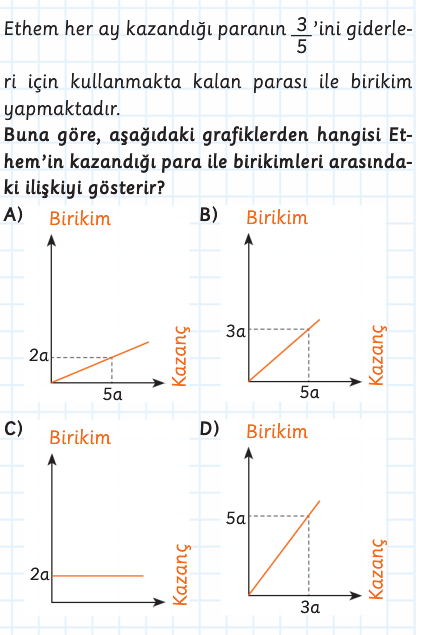 Ethem her ay kazandığı paranın 3/5 'ini giderle-
ri için kullanmakta kalan parası ile birikim
yapmaktadır.
Buna göre, aşağıdaki grafiklerden hangisi Et-
hem'in kazandığı para ile birikimleri arasında-
ki ilişkiyi gösterir?
A) Birikim
2a
5a
Kazanç
B) Birikim
3a
5a
Kazanç
C) Birikim
2a
Kazanç
D) Birikim
5a
3a
Kazanç